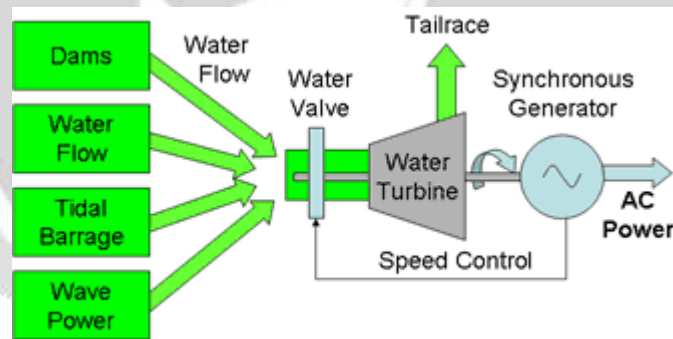 Dams
Water
Flow
Tidal
Barrage
Wave
Power
Water
Flow
Water
Valve
Tailrace
Water
Turbine
Synchronous
Generator
AC
Power
Speed Control